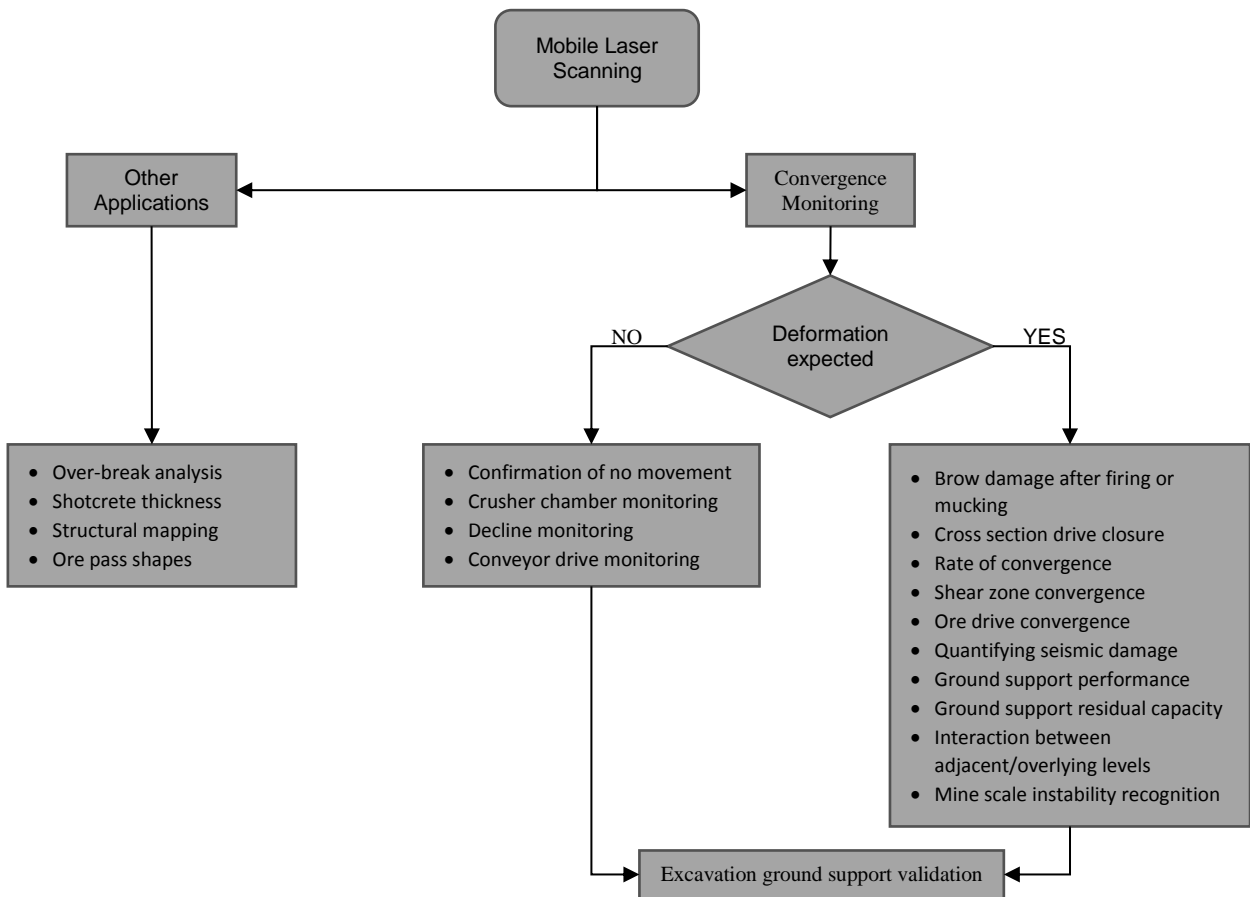 Mobile Laser
Scanning
Other
Applications
Convergence
Monitoring
Deformation
expected
NO
YES
• Over-break analysis
• Shotcrete thickness
• Structural mapping
• Ore pass shapes
• Confirmation of no movement
• Crusher chamber monitoring
• Decline monitoring
• Conveyor drive monitoring
• Brow damage after firing or
mucking
• Cross section drive closure
• Rate of convergence
• Shear zone convergence
• Ore drive convergence
• Quantifying seismic damage
• Ground support performance
• Ground support residual capacity
• Interaction between
adjacent/overlying levels
• Mine scale instability recognition
Excavation ground support validation